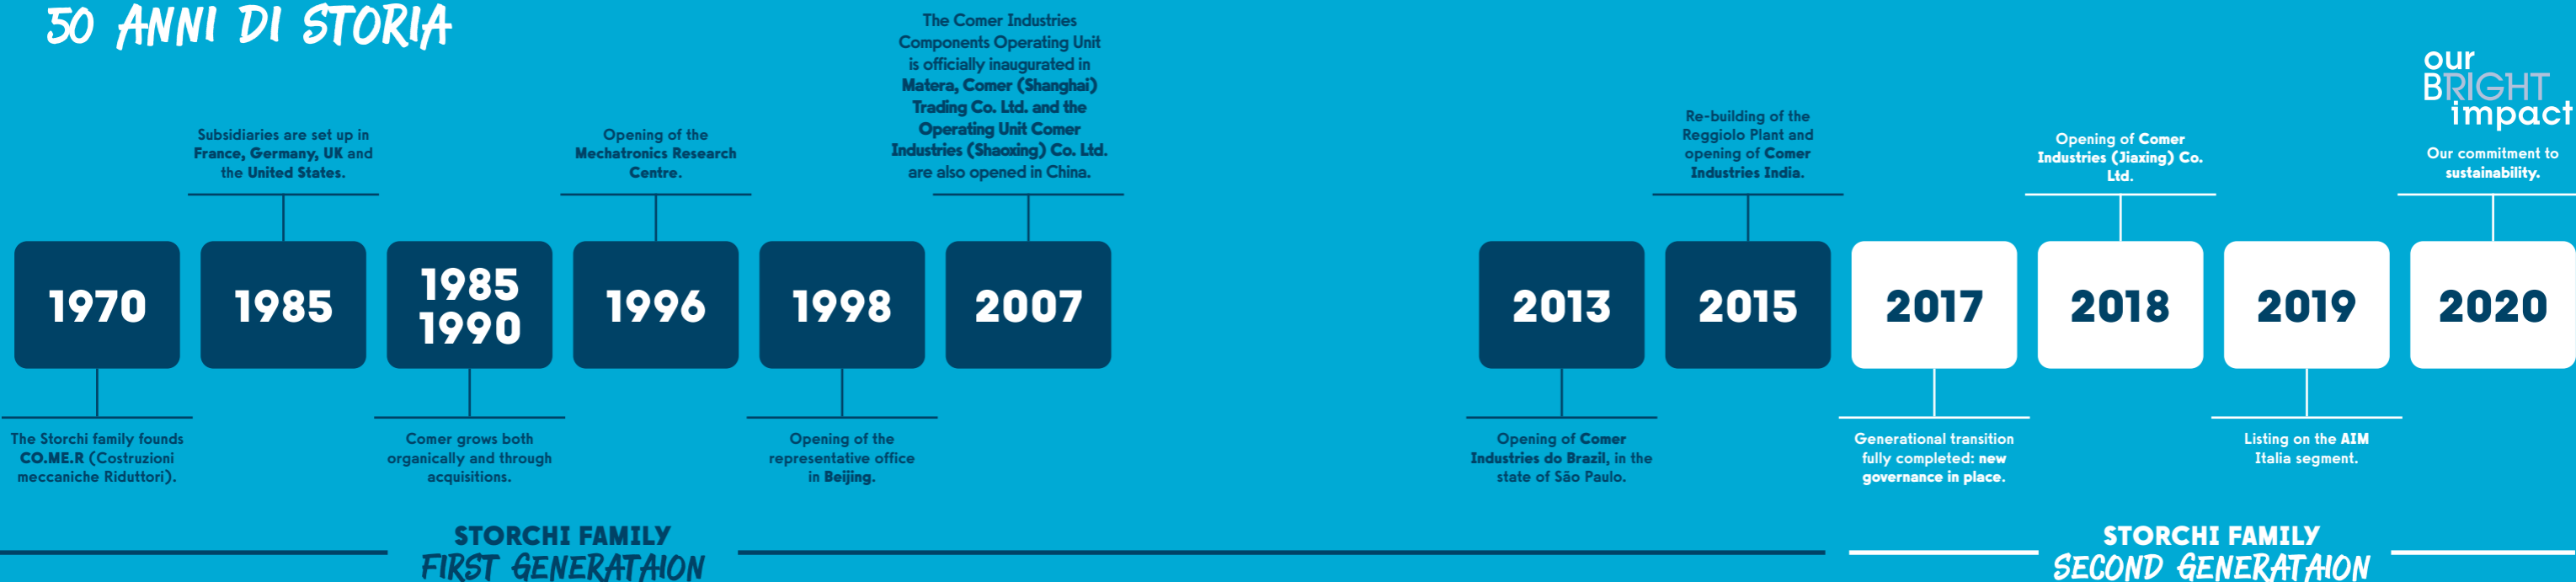 50 ANNI DI STORIA
The Comer Industries
Components Operating Unit
is officially inaugurated in
Matera, Comer (Shanghai)
Trading Co. Ltd. and the
Operating Unit Comer
Industries (Shaoxing) Co. Ltd.
are also opened in China.
our
BRIGHT
impact
Subsidiaries are set up in
France, Germany, UK and
the United States.
Opening of the
Mechatronics Research
Centre.
Re-building of the
Reggiolo Plant and
opening of Comer
Industries India.
Opening of Comer
Industries (Jiaxing) Co.
Ltd.
Our commitment to
sustainability.
1970
1985
1985
1990
1996
1998
2007
2013
2015
2017
2018
2019
2020
The Storchi family founds
CO.ME.R (Costruzioni
meccaniche Riduttori).
Comer grows both
organically and through
acquisitions.
Opening of the
representative office
in Beijing.
Opening of Comer
Industries do Brazil, in the
state of São Paulo.
Generational transition
fully completed: new
governance in place.
Listing on the AIM
Italia segment.
STORCHI FAMILY
FIRST GENERATAION
STORCHI FAMILY
SECOND GENERATAION